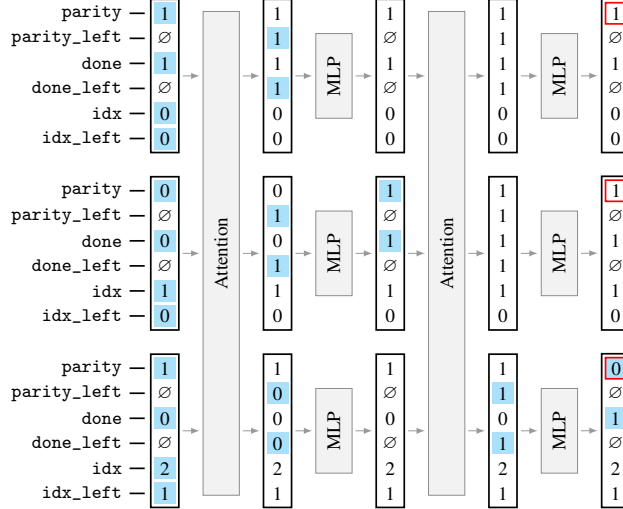 parity 1 1 1 1 1
parity_left ∅ 1 ∅ 1 ∅
done 1 1 1 1 1
done_left ∅ 1 ∅ 1 ∅
idx 0 0 0 0 0
idx_left 0 0 0 0 0
MLP
MLP
parity 0 0 1 1 1
parity_left ∅ 1 ∅ 1 ∅
done 0 0 1 1 1
done_left ∅ 1 ∅ 1 ∅
idx 1 1 1 1 1
idx_left 0 0 0 0 0
Attention
MLP
Attention
MLP
parity 1 1 1 1 0
parity_left ∅ 0 ∅ 1 ∅
done 0 0 0 0 1
done_left ∅ 0 ∅ 1 ∅
idx 2 2 2 2 2
idx_left 1 1 1 1 1
MLP
MLP